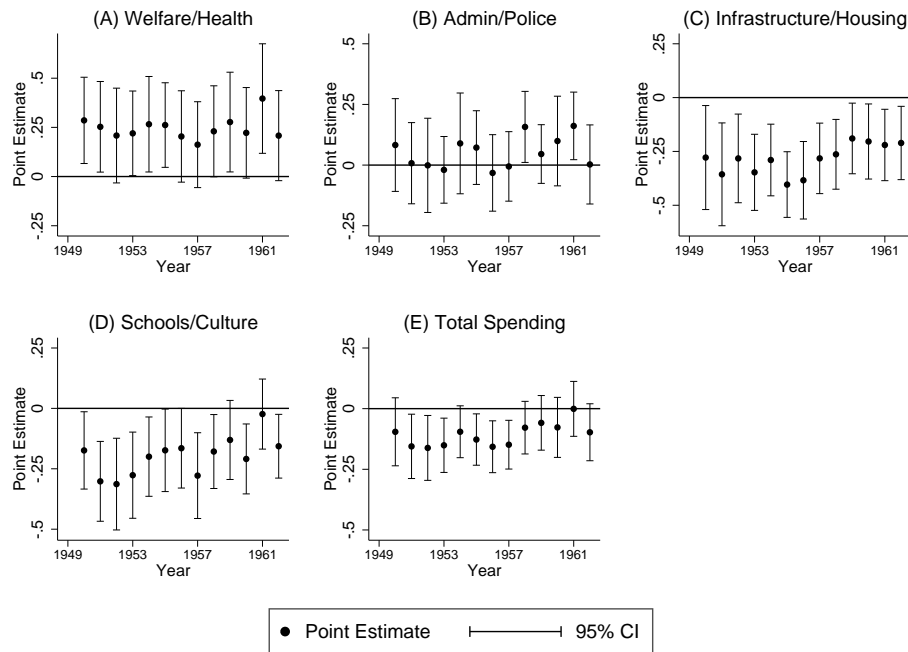 (A) Welfare/Health
Point Estimate
.5
.25
0
-.25
1949 1953 1957 1961
Year
(B) Admin/Police
Point Estimate
.5
.25
0
-.25
1949 1953 1957 1961
Year
(C) Infrastructure/Housing
Point Estimate
.25
0
-.25
-.5
1949 1953 1957 1961
Year
(D) Schools/Culture
Point Estimate
.25
0
-.25
-.5
1949 1953 1957 1961
Year
(E) Total Spending
Point Estimate
.25
0
-.25
-.5
1949 1953 1957 1961
Year
Point Estimate 95% CI